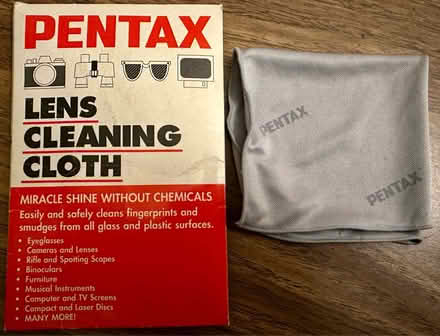 PENTAX
LENS
CLEANING
CLOTH
MIRACLE SHINE WITHOUT CHEMICALS
Easily and safely cleans fingerprints and
smudges from all glass and plastic surfaces.
• Eyeglasses
• Cameras and Lenses
• Rifle and Spotting Scopes
• Binoculars
• Furniture
• Musical Instruments
• Computer and TV Screens
• Compact and Laser Discs
• MANY MORE!
PENTAX
PENTAX